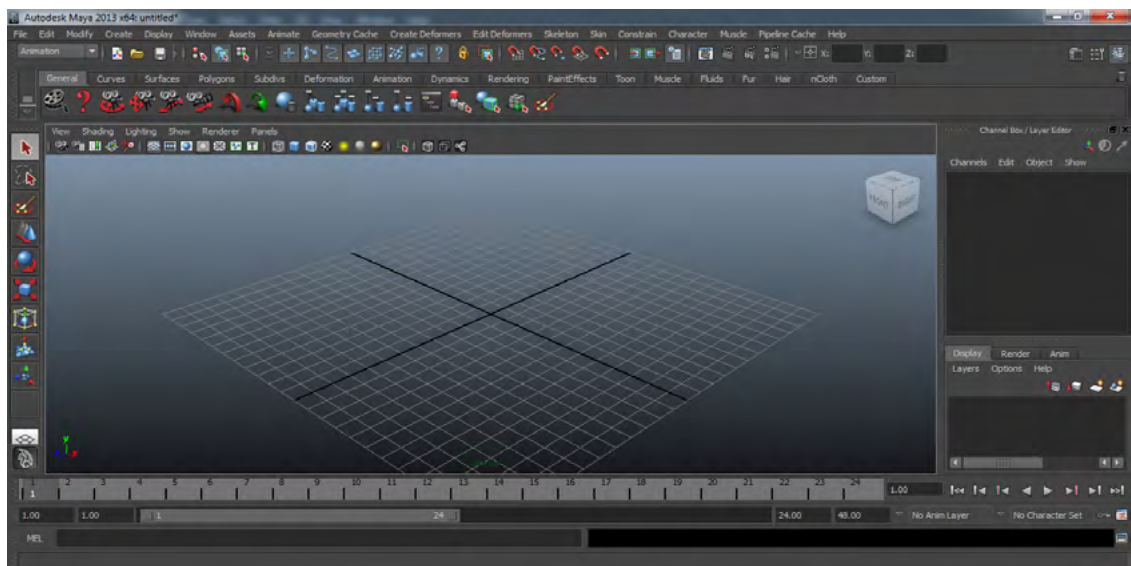 Autodesk Maya 2013 x64: untitled*
File Edit Modify Create Display Window Assets Animate Geometry Cache Create Deformers Edit Deformers Skeleton Skin Constrain Character Muscle Pipeline Cache Help
Animation X: Y: Z:
General Curves Surfaces Polygons Subdivs Deformation Animation Dynamics Rendering PaintEffects Toon Muscle Fluids Fur Hair nCloth Custom
View Shading Lighting Show Renderer Panels
Channel Box / Layer Editor
Channels Edit Object Show
FRONT RIGHT
Display Render Anim
Layers Options Help
y
x
1 2 3 4 5 6 7 8 9 10 11 12 13 14 15 16 17 18 19 20 21 22 23 24
1 1.00
1.00 1.00 1 24 24.00 48.00 No Anim Layer No Character Set
MEL